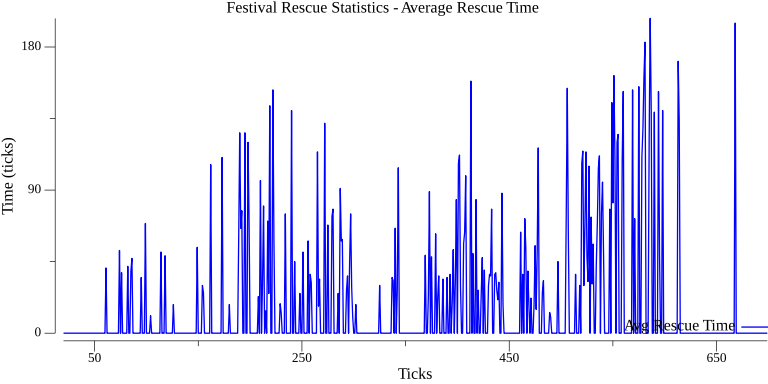 Festival Rescue Statistics - Average Rescue Time
Time (ticks)
180
90
0
Avg Rescue Time
50
250
450
650
Ticks